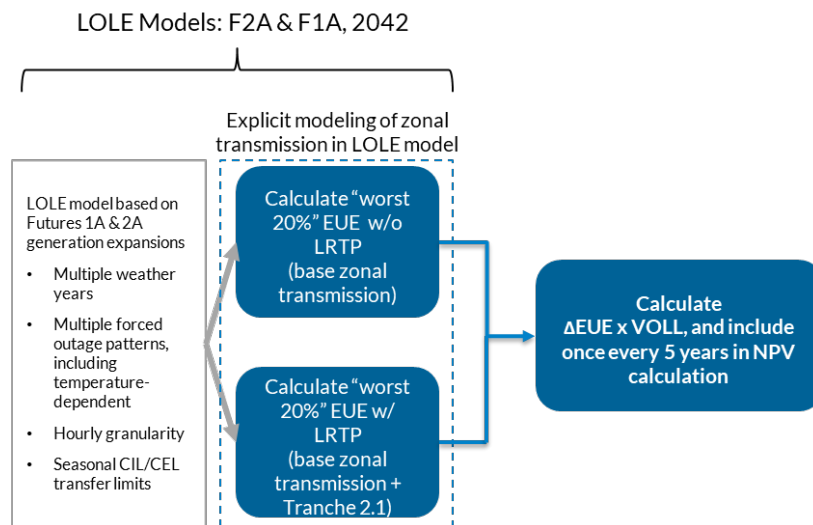 LOLE Models: F2A & F1A, 2042
Explicit modeling of zonal
transmission in LOLE model
LOLE model based on
Futures 1A & 2A
generation expansions
• Multiple weather
years
• Multiple forced
outage patterns,
including
temperature-
dependent
• Hourly granularity
• Seasonal CIL/CEL
transfer limits
Calculate “worst
20%” EUE w/o
LRTP
(base zonal
transmission)
Calculate “worst
20%” EUE w/
LRTP
(base zonal
transmission +
Tranche 2.1)
Calculate
ΔEUE x VOLL, and include
once every 5 years in NPV
calculation